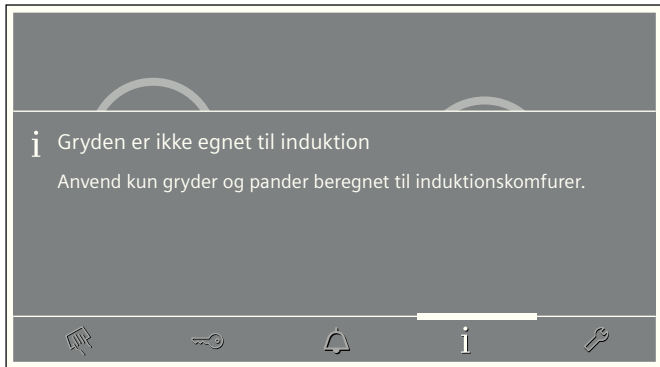 i Gryden er ikke egnet til induktion
Anvend kun gryder og pander beregnet til induktionskomfurer.
i